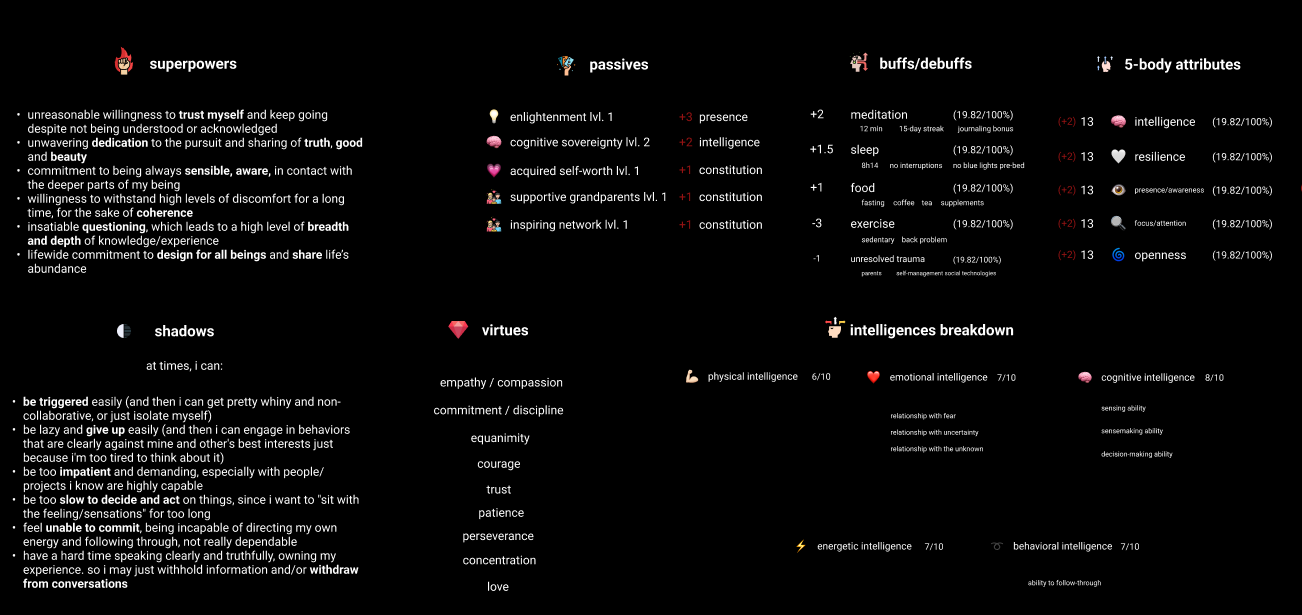 superpowers
unreasonable willingness to trust myself and keep going
despite not being understood or acknowledged
unwavering dedication to the pursuit and sharing of truth, good
and beauty
commitment to being always sensible, aware, in contact with
the deeper parts of my being
willingness to withstand high levels of discomfort for a long
time, for the sake of coherence
insatiable questioning, which leads to a high level of breadth
and depth of knowledge/experience
lifewide commitment to design for all beings and share life's
abundance
passives
enlightenment lvl. 1 +3 presence
cognitive sovereignty lvl. 2 +2 intelligence
acquired self-worth lvl. 1 +1 constitution
supportive grandparents lvl. 1 +1 constitution
inspiring network lvl. 1 +1 constitution
buffs/debuffs
+2 meditation (19.82/100%)
12 min 15-day streak journaling bonus
+1.5 sleep (19.82/100%)
8h14 no interruptions no blue lights pre-bed
+1 food (19.82/100%)
fasting coffee tea supplements
-3 exercise (19.82/100%)
sedentary back problem
-1 unresolved trauma (19.82/100%)
parents self-management social technologies
5-body attributes
(+2) 13 intelligence (19.82/100%)
(+2) 13 resilience (19.82/100%)
(+2) 13 presence/awareness (19.82/100%)
(+2) 13 focus/attention (19.82/100%)
(+2) 13 openness (19.82/100%)
shadows
at times, i can:
be triggered easily (and then i can get pretty whiny and non-
collaborative, or just isolate myself)
be lazy and give up easily (and then i can engage in behaviors
that are clearly against mine and other's best interests just
because i'm too tired to think about it)
be too impatient and demanding, especially with people/
projects i know are highly capable
be too slow to decide and act on things, since i want to "sit with
the feeling/sensations" for too long
feel unable to commit, being incapable of directing my own
energy and following through, not really dependable
have a hard time speaking clearly and truthfully, owning my
experience. so i may just withhold information and/or withdraw
from conversations
virtues
empathy / compassion
commitment / discipline
equanimity
courage
trust
patience
perseverance
concentration
love
intelligences breakdown
physical intelligence 6/10
emotional intelligence 7/10
relationship with fear
relationship with uncertainty
relationship with the unknown
cognitive intelligence 8/10
sensing ability
sensemaking ability
decision-making ability
energetic intelligence 7/10
behavioral intelligence 7/10
ability to follow-through